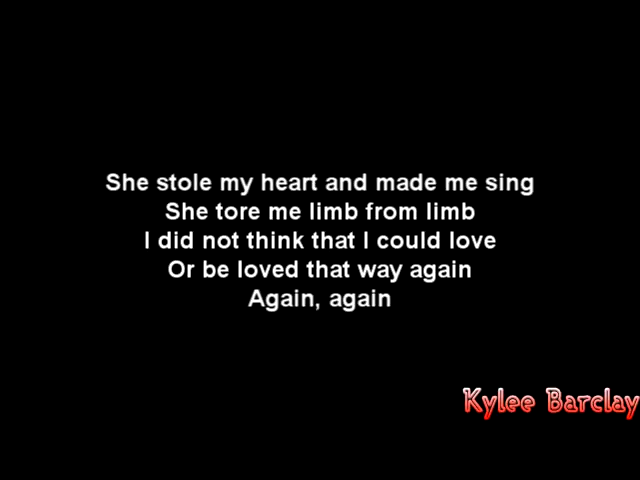 She stole my heart and made me sing
She tore me limb from limb
I did not think that I could love
Or be loved that way again
Again, again
Kylee Barclay